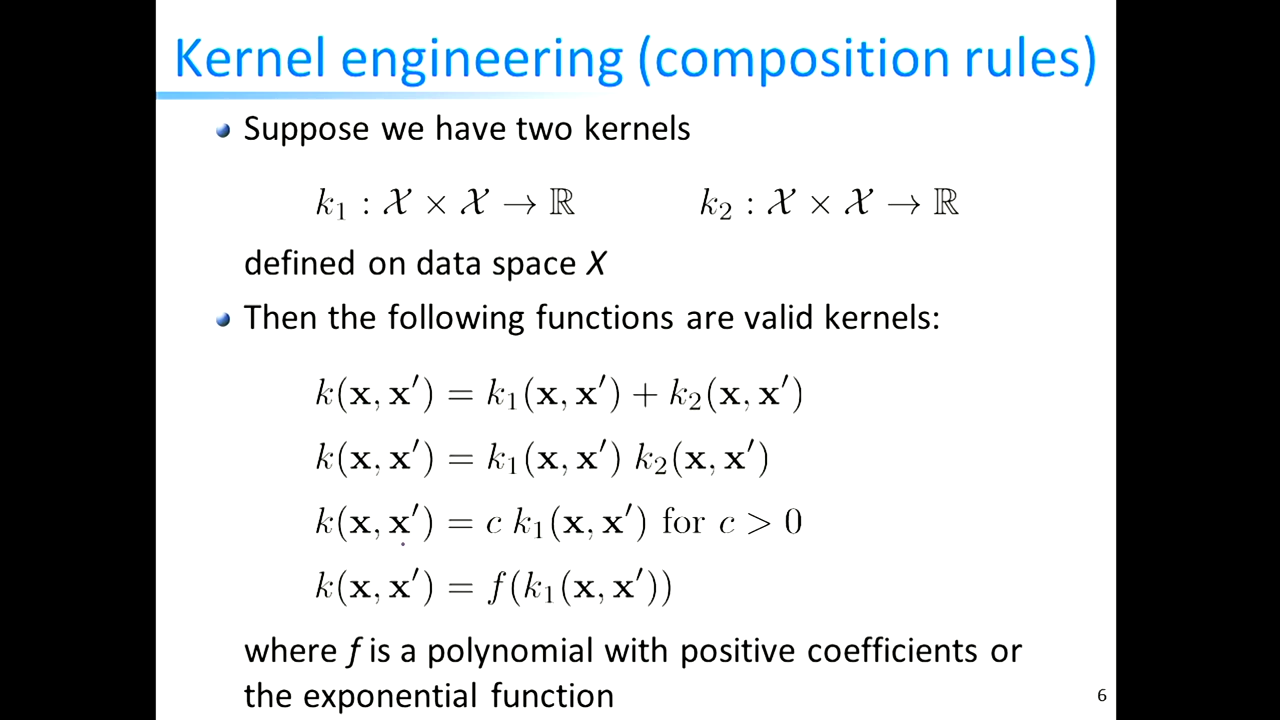 Kernel engineering (composition rules)
Suppose we have two kernels
k₁ : 𝒳 × 𝒳 → ℝ k₂ : 𝒳 × 𝒳 → ℝ
defined on data space X
Then the following functions are valid kernels:
k(x, x′) = k₁(x, x′) + k₂(x, x′)
k(x, x′) = k₁(x, x′) k₂(x, x′)
k(x, x′) = c k₁(x, x′) for c > 0
k(x, x′) = f(k₁(x, x′))
where f is a polynomial with positive coefficients or
the exponential function
6